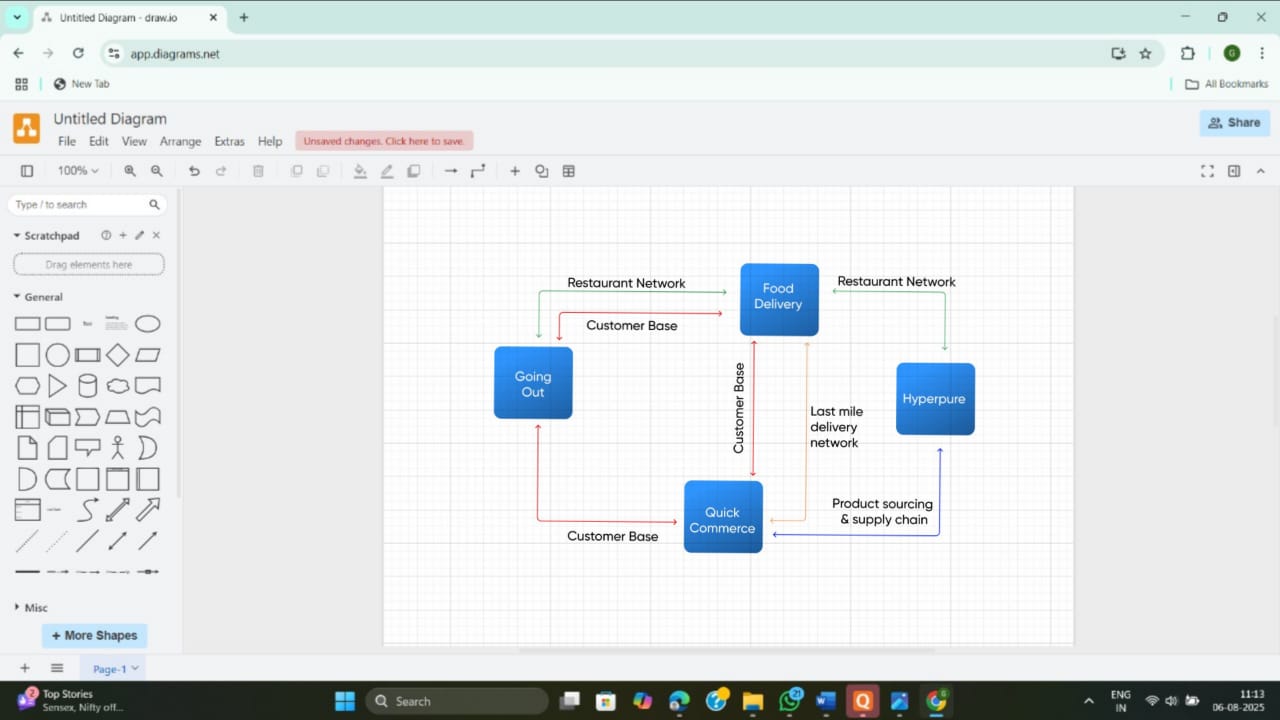 Untitled Diagram - draw.io
app.diagrams.net
G
New Tab
All Bookmarks
Untitled Diagram
Share
File Edit View Arrange Extras Help
Unsaved changes. Click here to save.
100%
Type / to search
Scratchpad
Drag elements here
General
Text
Heading
Misc
+ More Shapes
Restaurant Network
Food
Delivery
Restaurant Network
Customer Base
Going
Out
Customer Base
Hyperpure
Last mile
delivery
network
Quick
Commerce
Product sourcing
& supply chain
Customer Base
Page-1
2
Top Stories
Sensex, Nifty off...
Search
21
ENG
IN
11:13
06-08-2025